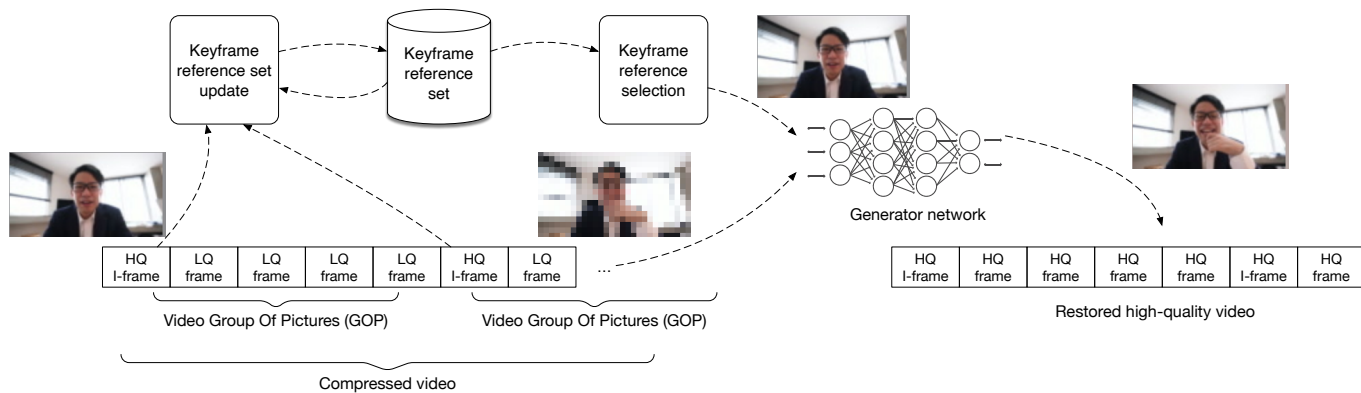 Keyframe
reference set
update
Keyframe
reference
set
Keyframe
reference
selection
Generator network
HQ
I-frame
LQ
frame
LQ
frame
LQ
frame
LQ
frame
HQ
I-frame
LQ
frame
...
HQ
I-frame
HQ
frame
HQ
frame
HQ
frame
HQ
frame
HQ
I-frame
HQ
frame
Video Group Of Pictures (GOP)
Video Group Of Pictures (GOP)
Restored high-quality video
Compressed video